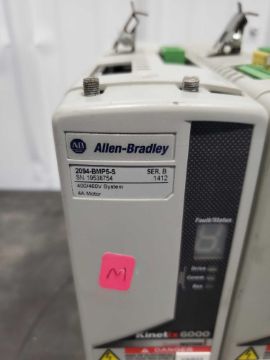 AB Allen-Bradley
2094-BMP5-S SER. B
SN. 19538754 1412
400/460V System
4A Motor
M
Fault/Status
Drive
Comm
Bus
Kinetix 6000
DANGER